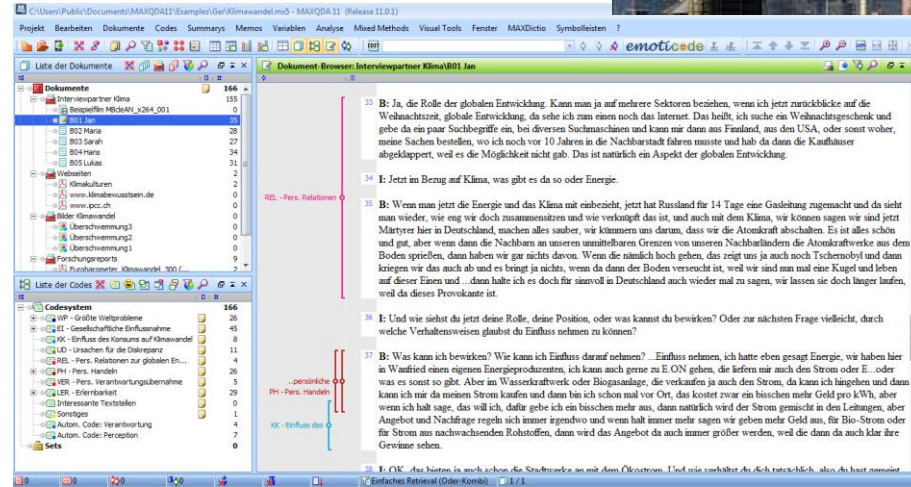 C:\Users\Public\Documents\MAXQDA11\Examples\Ger\Klimawandel.mx5 - MAXQDA 11 (Release 11.0.1)
Projekt Bearbeiten Dokumente Codes Summarys Memos Variablen Analyse Mixed Methods Visual Tools Fenster MAXDictio Symbolleisten ?
emoticode
Liste der Dokumente
Dokumente 166
Interviewpartner Klima 155
Beispielfilm MBdeAN_x264_001 0
B01 Jan 35
B02 Maria 28
B03 Sarah 27
B04 Hans 34
B05 Lukas 31
Webseiten 2
Klimakulturen 2
www.klimabewusstsein.de 0
www.ipcc.ch 0
Bilder Klimawandel 0
Überschwemmung3 0
Überschwemmung2 0
Überschwemmung1 0
Forschungsreports 9
Eurobarometer Klimawandel 300 (... 2
Liste der Codes
Codesystem 166
WP - Größte Weltprobleme 26
EI - Gesellschaftliche Einflussnahme 45
KK - Einfluss des Konsums auf Klimawandel 8
UD - Ursachen für die Diskrepanz 11
REL - Pers. Relationen zur globalen En... 4
PH - Pers. Handeln 26
VER - Pers. Verantwortungsübernahme 5
LER - Erlernbarkeit 29
Interessante Textstellen 0
Sonstiges 1
Autom. Code: Verantwortung 4
Autom. Code: Perception 7
Sets 0
Dokument-Browser: Interviewpartner Klima\B01 Jan
REL - Pers. Relationen
..persönliche
PH - Pers. Handeln
KK - Einfluss des
33 B: Ja, die Rolle der globalen Entwicklung. Kann man ja auf mehrere Sektoren beziehen, wenn ich jetzt zurückblicke auf die
Weihnachtszeit, globale Entwicklung, da sehe ich zum einen noch das Internet. Das heißt, ich suche ein Weihnachtsgeschenk und
gebe da ein paar Suchbegriffe ein, bei diversen Suchmaschinen und kann mir dann aus Finnland, aus den USA, oder sonst woher,
meine Sachen bestellen, wo ich noch vor 10 Jahren in die Nachbarstadt fahren musste und hab da dann die Kaufhäuser
abgeklappert, weil es die Möglichkeit nicht gab. Das ist natürlich ein Aspekt der globalen Entwicklung.
34 I: Jetzt im Bezug auf Klima, was gibt es da so oder Energie.
35 B: Wenn man jetzt die Energie und das Klima mit einbezieht, jetzt hat Russland für 14 Tage eine Gasleitung zugemacht und da sieht
man wieder, wie eng wir doch zusammensitzen und wie verknüpft das ist, und auch mit dem Klima, wir können sagen wir sind jetzt
Märtyrer hier in Deutschland, machen alles sauber, wir kümmern uns darum, dass wir die Atomkraft abschalten. Es ist alles schön
und gut, aber wenn dann die Nachbarn an unseren unmittelbaren Grenzen von unseren Nachbarländern die Atomkraftwerke aus dem
Boden sprießen, dann haben wir gar nichts davon. Wenn die nämlich hoch gehen, das zeigt uns ja auch noch Tschernobyl und dann
kriegen wir das auch ab und es bringt ja nichts, wenn da dann der Boden verseucht ist, weil wir sind nun mal eine Kugel und leben
auf dieser Einen und ...dann halte ich es doch für sinnvoll in Deutschland auch wieder mal zu sagen, wir lassen sie doch länger laufen,
weil da dieses Provokante ist.
36 I: Und wie siehst du jetzt deine Rolle, deine Position, oder was kannst du bewirken? Oder zur nächsten Frage vielleicht, durch
welche Verhaltensweisen glaubst du Einfluss nehmen zu können?
37 B: Was kann ich bewirken? Wie kann ich Einfluss darauf nehmen? ...Einfluss nehmen, ich hatte eben gesagt Energie, wir haben hier
in Wanfried einen eigenen Energieproduzenten, ich kann auch gerne zu E.ON gehen, die liefern mir auch den Strom oder E...oder
was es sonst so gibt. Aber im Wasserkraftwerk oder Biogasanlage, die verkaufen ja auch den Strom, da kann ich hingehen und dann
kann ich mir da meinen Strom kaufen und dann bin ich schon mal vor Ort, das kostet zwar ein bisschen mehr Geld pro kWh, aber
wenn ich halt sage, das will ich, dafür gebe ich ein bisschen mehr aus, dann natürlich wird der Strom gemischt in den Leitungen, aber
Angebot und Nachfrage regeln sich immer irgendwo und wenn halt immer mehr sagen wir geben mehr Geld aus, für Bio-Strom oder
für Strom aus nachwachsenden Rohstoffen, dann wird das Angebot da auch immer größer werden, weil die dann da auch klar ihre
Gewinne sehen.
38 I: OK, das bieten ja auch schon die Stadtwerke an mit dem Ökostrom. Und wie verhältst du dich tatsächlich, also du hast gemeint
Einfaches Retrieval (Oder-Kombi) 1 / 1